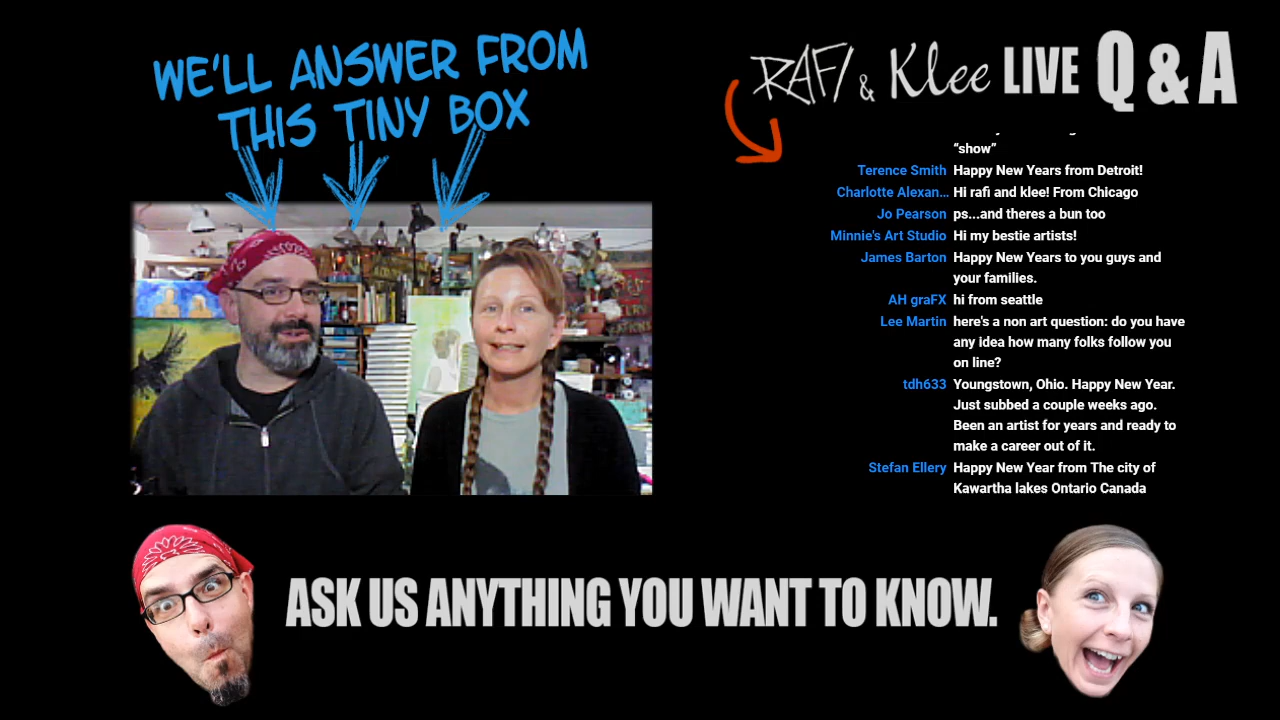 WE'LL ANSWER FROM
THIS TINY BOX
RAFI & Klee LIVE Q & A
"show"
Terence Smith Happy New Years from Detroit!
Charlotte Alexan... Hi rafi and klee! From Chicago
Jo Pearson ps...and theres a bun too
Minnie's Art Studio Hi my bestie artists!
James Barton Happy New Years to you guys and
your families.
AH graFX hi from seattle
Lee Martin here's a non art question: do you have
any idea how many folks follow you
on line?
tdh633 Youngstown, Ohio. Happy New Year.
Just subbed a couple weeks ago.
Been an artist for years and ready to
make a career out of it.
Stefan Ellery Happy New Year from The city of
Kawartha lakes Ontario Canada
ASK US ANYTHING YOU WANT TO KNOW.